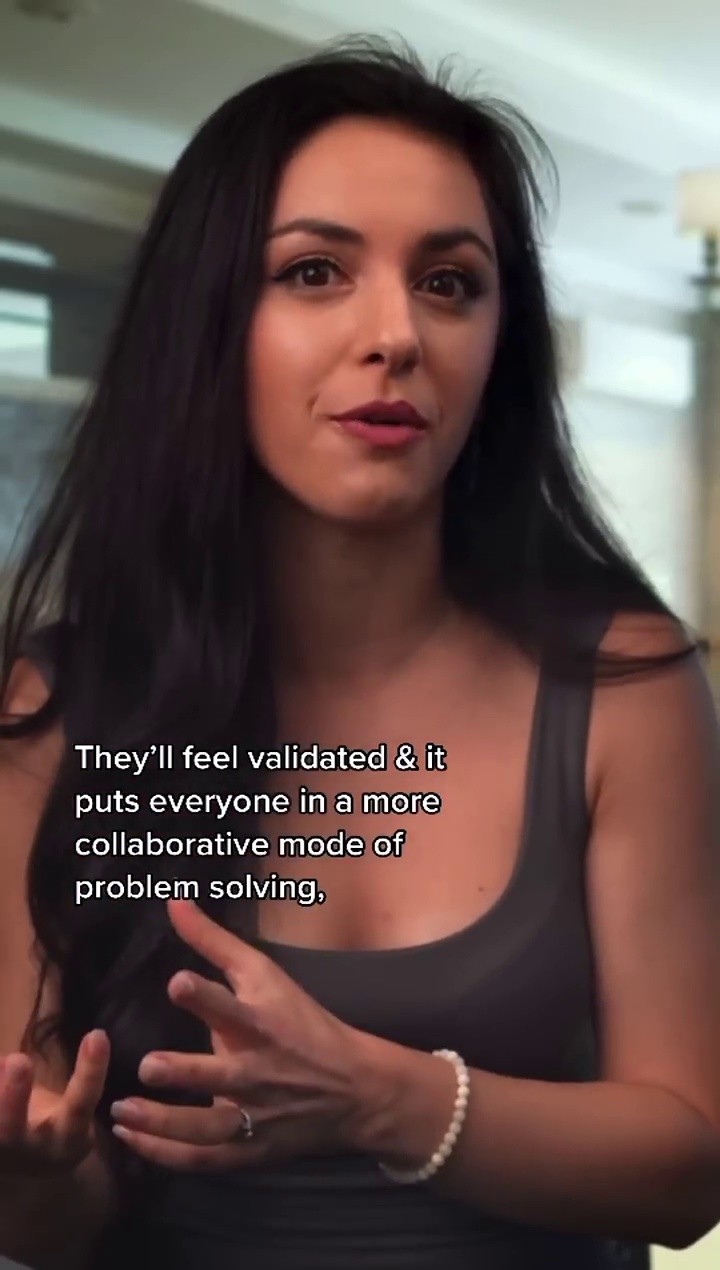 They’ll feel validated & it
puts everyone in a more
collaborative mode of
problem solving,